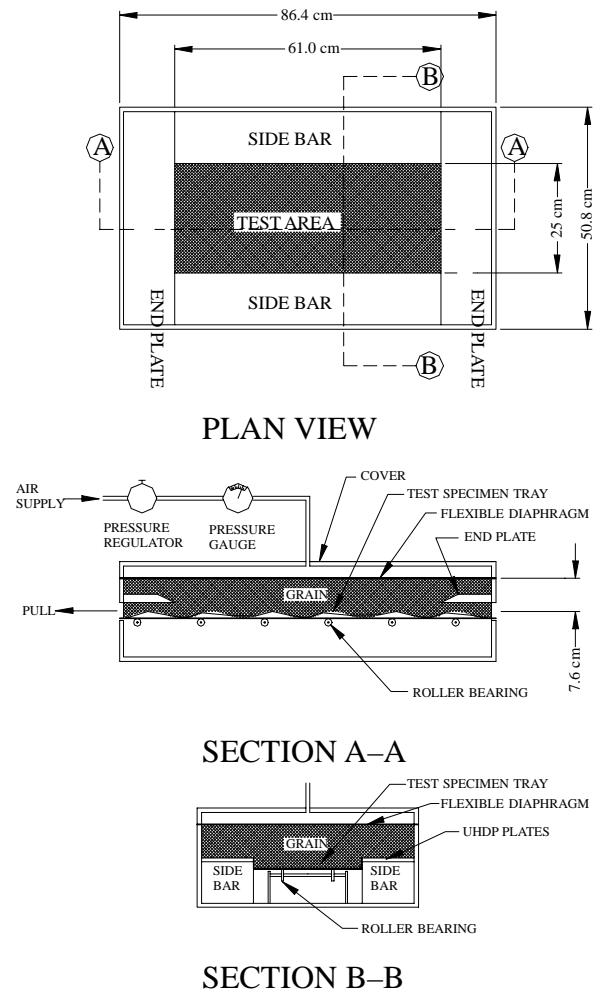 86.4 cm
61.0 cm
B
SIDE BAR
A
A
TEST AREA
25 cm
50.8 cm
SIDE BAR
END PLATE
END PLATE
B
PLAN VIEW
COVER
AIR
SUPPLY
TEST SPECIMEN TRAY
FLEXIBLE DIAPHRAGM
PRESSURE
REGULATOR
PRESSURE
GAUGE
END PLATE
GRAIN
PULL
7.6 cm
ROLLER BEARING
SECTION A–A
TEST SPECIMEN TRAY
FLEXIBLE DIAPHRAGM
UHDP PLATES
GRAIN
SIDE
BAR
SIDE
BAR
ROLLER BEARING
SECTION B–B